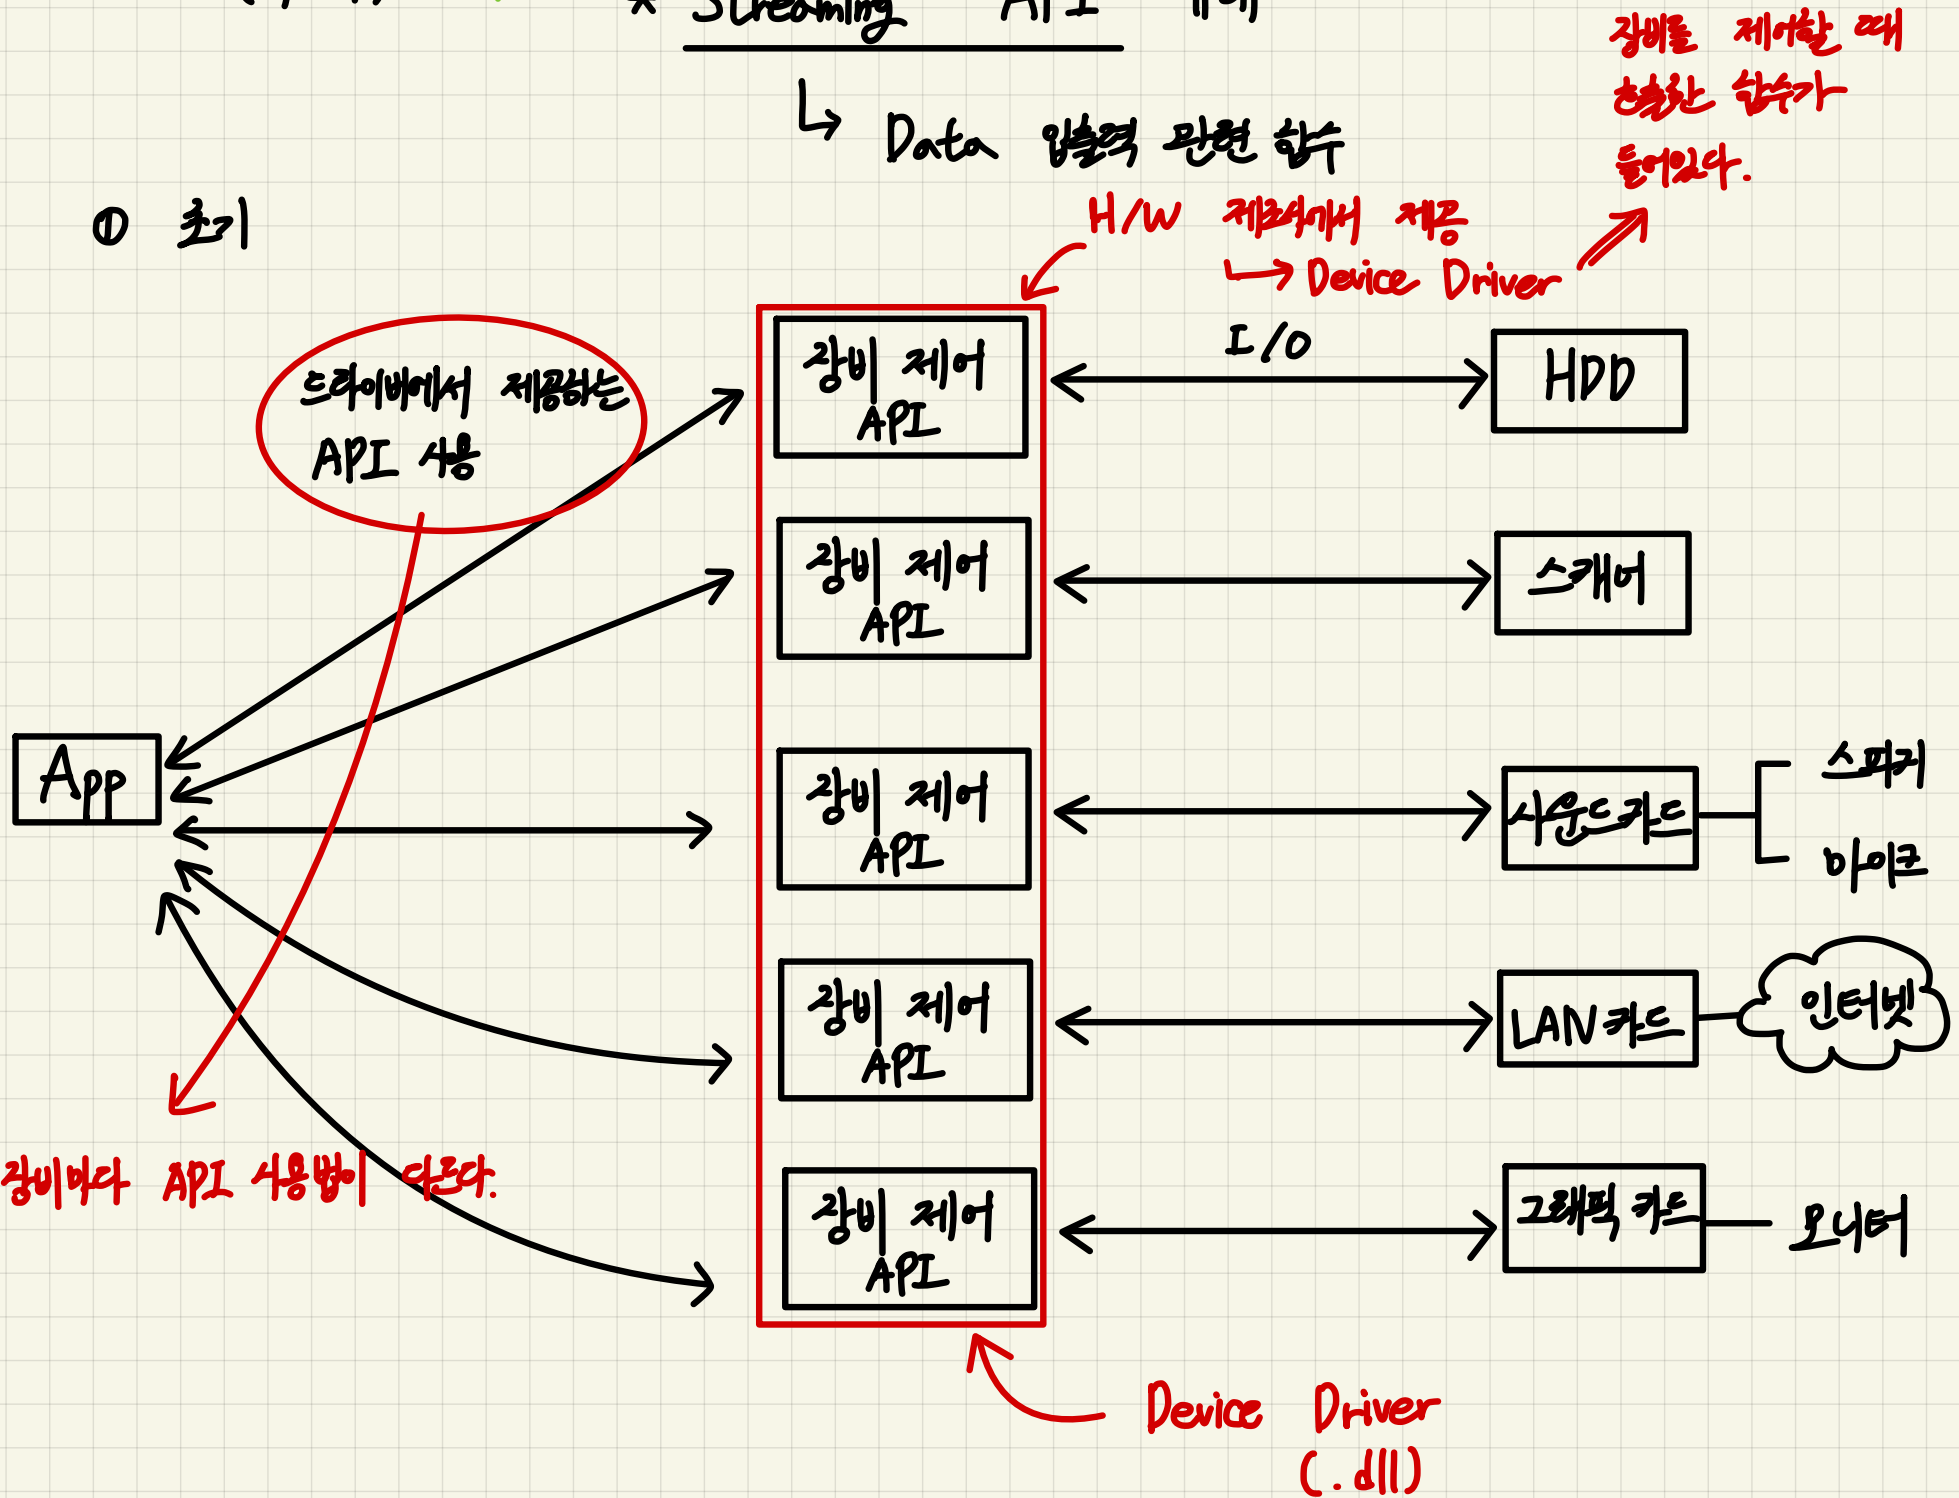 * Streaming API
Data 입출력 관련 함수
장비를 제어할 때
호출할 함수가
들어있다.
① 초기
H/W 제조사에서 제공
Device Driver
드라이버에서 제공하는
API 사용
장비 제어
API
I/O
HDD
장비 제어
API
스캐너
App
장비 제어
API
사운드카드
스피커
마이크
장비 제어
API
LAN 카드
인터넷
장비마다 API 사용법이 다르다.
장비 제어
API
그래픽 카드
모니터
Device Driver
(.dll)